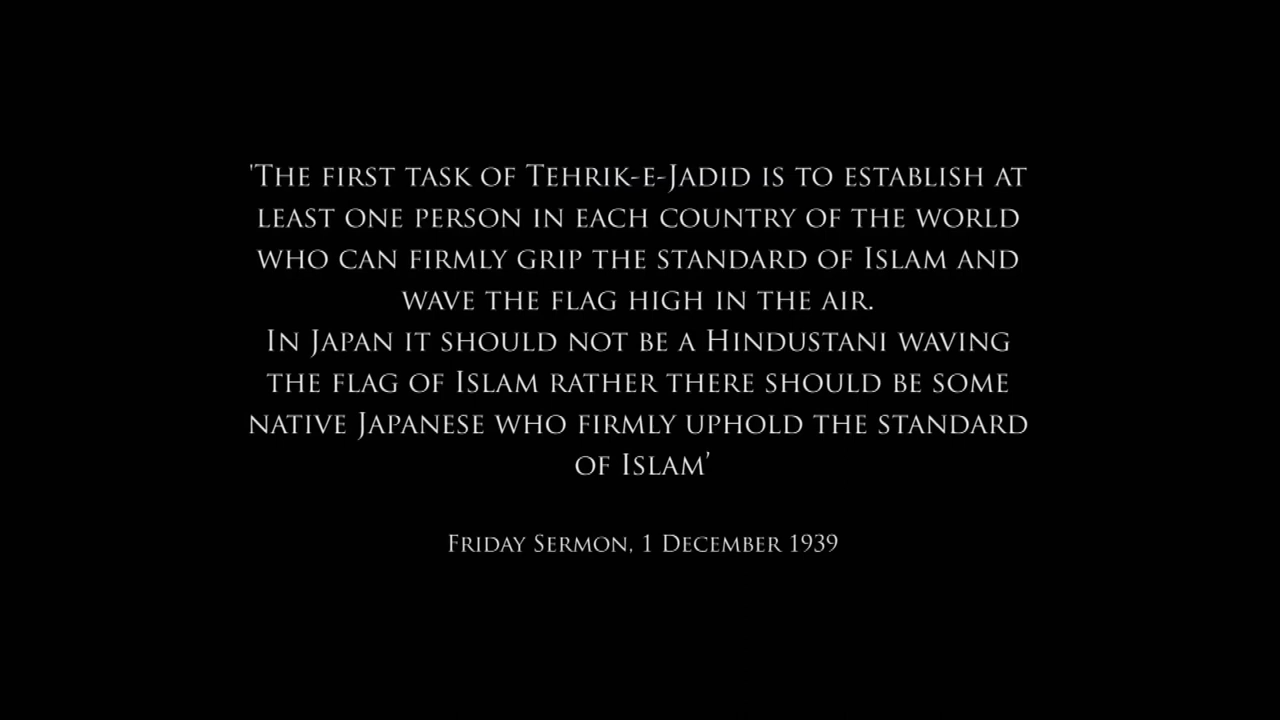 'The first task of Tehrik-e-Jadid is to establish at
least one person in each country of the world
who can firmly grip the standard of Islam and
wave the flag high in the air.
In Japan it should not be a Hindustani waving
the flag of Islam rather there should be some
native Japanese who firmly uphold the standard
of Islam’
Friday Sermon, 1 December 1939